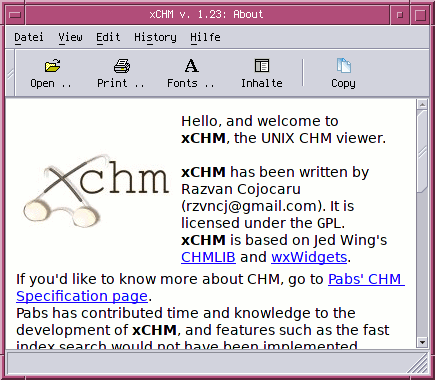 xCHM v. 1.23: About
Datei View Edit History Hilfe
Open .. Print .. Fonts .. Inhalte Copy
xchm
Hello, and welcome to
xCHM, the UNIX CHM viewer.
xCHM has been written by
Razvan Cojocaru
(rzvncj@gmail.com). It is
licensed under the GPL.
xCHM is based on Jed Wing's
CHMLIB and wxWidgets.
If you'd like to know more about CHM, go to Pabs' CHM
Specification page.
Pabs has contributed time and knowledge to the
development of xCHM, and features such as the fast
index search would not have been implemented